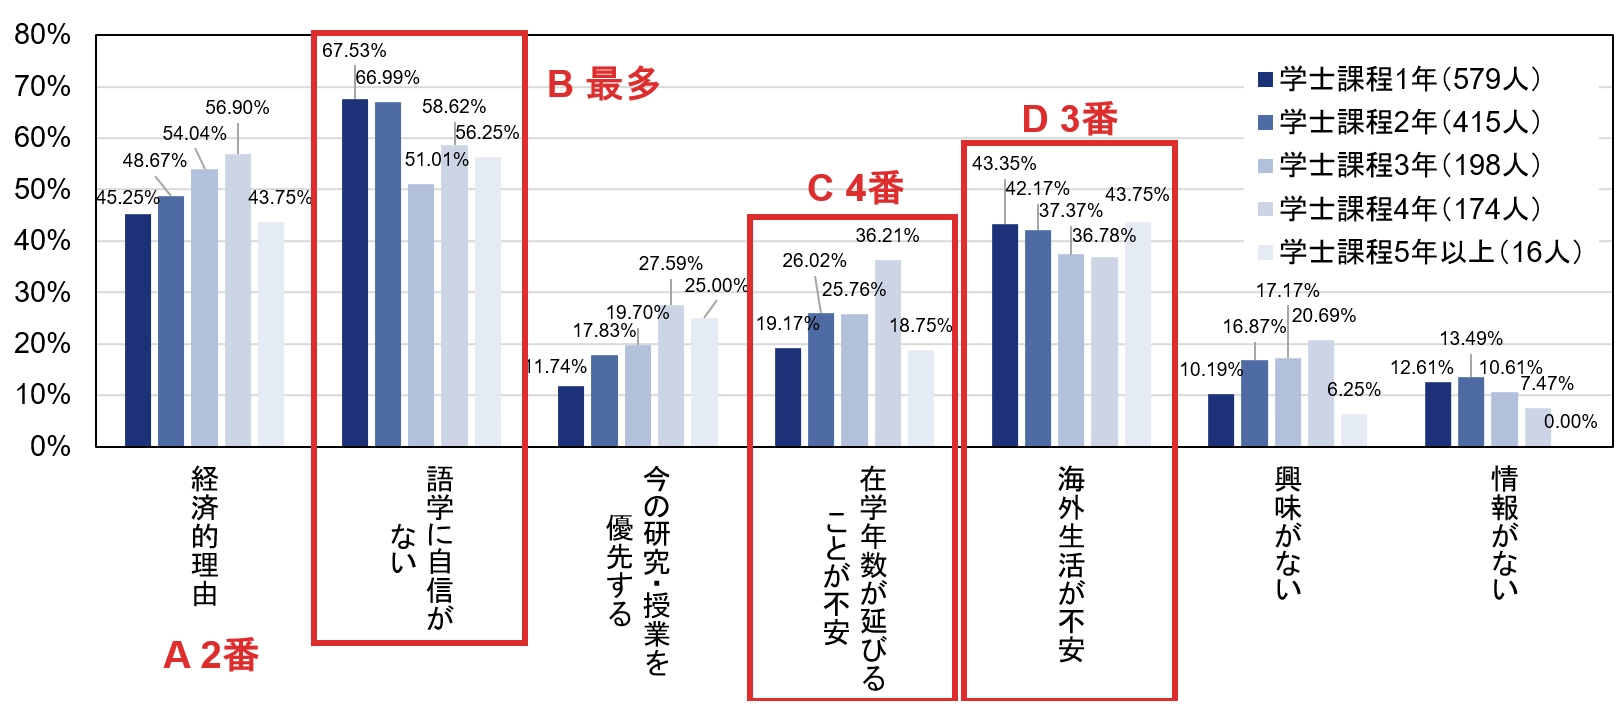 80%
70%
60%
50%
40%
30%
20%
10%
0%
学士課程1年（579人）
学士課程2年（415人）
学士課程3年（198人）
学士課程4年（174人）
学士課程5年以上（16人）
45.25%
48.67%
54.04%
56.90%
43.75%
経済的理由
A 2番
B 最多
67.53%
66.99%
51.01%
58.62%
56.25%
語学に自信が
ない
11.74%
17.83%
19.70%
27.59%
25.00%
今の研究・授業を
優先する
C 4番
19.17%
26.02%
25.76%
36.21%
18.75%
在学年数が延びる
ことが不安
D 3番
43.35%
42.17%
37.37%
36.78%
43.75%
海外生活が不安
10.19%
16.87%
17.17%
20.69%
6.25%
興味がない
12.61%
13.49%
10.61%
7.47%
0.00%
情報がない